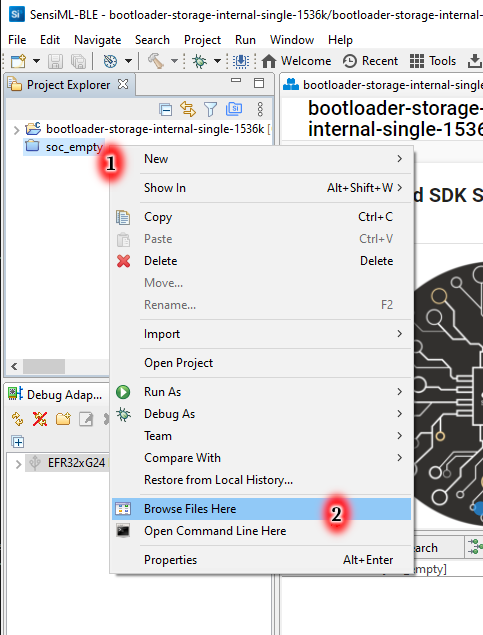 SensiML-BLE - bootloader-storage-internal-single-1536k/bootloader-storage-internal-
File Edit Navigate Search Project Run Window Help
Welcome Recent Tools
Project Explorer
bootloader-storage-internal-single-1536k [
soc_empty
1
bootloader-storage-internal-sing
bootloader-storage-
internal-single-1536
d SDK S
New
Show In Alt+Shift+W
Copy Ctrl+C
Paste Ctrl+V
Delete Delete
Move...
Rename... F2
Import
Open Project
Run As
Debug As
Team
Compare With
Restore from Local History...
Browse Files Here
2
Open Command Line Here
Properties Alt+Enter
Debug Adap...
EFR32xG24
earch
_empty]